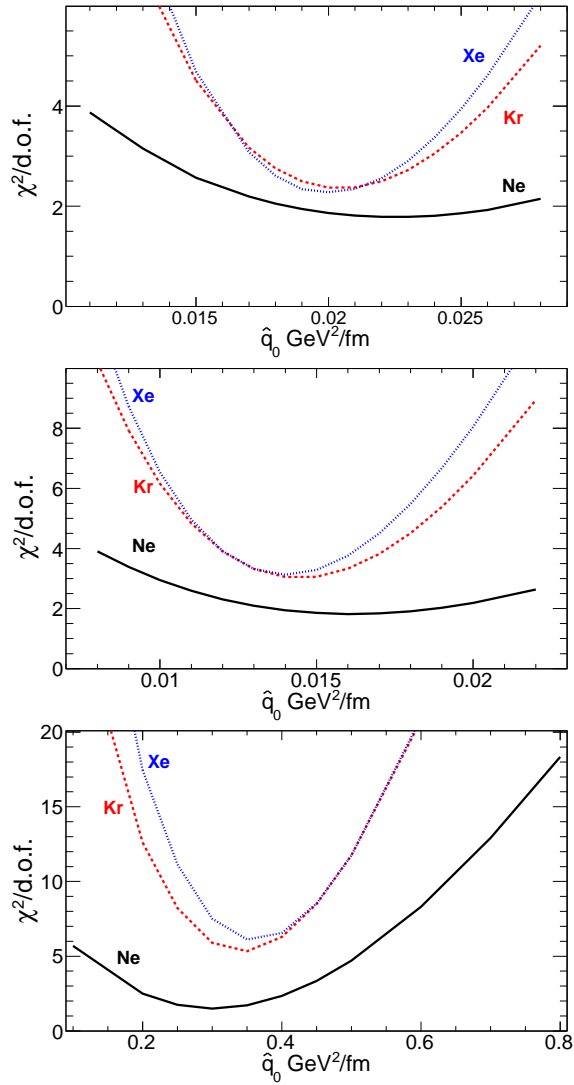 χ²/d.o.f.
4
2
0
Xe
Kr
Ne
0.015 0.02 0.025
q̂₀ GeV²/fm
χ²/d.o.f.
8
6
4
2
0
Xe
Kr
Ne
0.01 0.015 0.02
q̂₀ GeV²/fm
χ²/d.o.f.
20
15
10
5
0
Xe
Kr
Ne
0.2 0.4 0.6 0.8
q̂₀ GeV²/fm